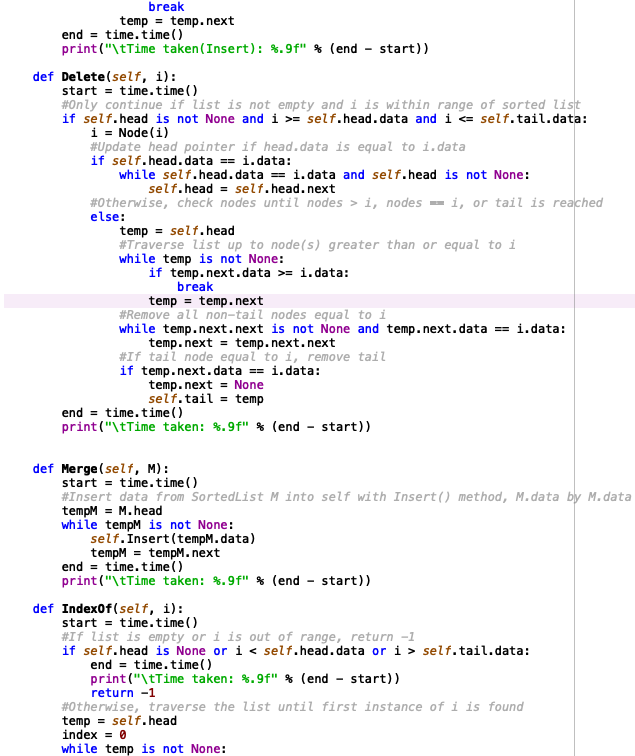 break
            temp = temp.next
    end = time.time()
    print("\tTime taken(Insert): %.9f" % (end - start))

def Delete(self, i):
    start = time.time()
    #Only continue if list is not empty and i is within range of sorted list
    if self.head is not None and i >= self.head.data and i <= self.tail.data:
        i = Node(i)
        #Update head pointer if head.data is equal to i.data
        if self.head.data == i.data:
            while self.head.data == i.data and self.head is not None:
                self.head = self.head.next
        #Otherwise, check nodes until nodes > i, nodes == i, or tail is reached
        else:
            temp = self.head
            #Traverse list up to node(s) greater than or equal to i
            while temp is not None:
                if temp.next.data >= i.data:
                    break
                temp = temp.next
            #Remove all non-tail nodes equal to i
            while temp.next.next is not None and temp.next.data == i.data:
                temp.next = temp.next.next
            #If tail node equal to i, remove tail
            if temp.next.data == i.data:
                temp.next = None
                self.tail = temp
    end = time.time()
    print("\tTime taken: %.9f" % (end - start))


def Merge(self, M):
    start = time.time()
    #Insert data from SortedList M into self with Insert() method, M.data by M.data
    tempM = M.head
    while tempM is not None:
        self.Insert(tempM.data)
        tempM = tempM.next
    end = time.time()
    print("\tTime taken: %.9f" % (end - start))

def IndexOf(self, i):
    start = time.time()
    #If list is empty or i is out of range, return -1
    if self.head is None or i < self.head.data or i > self.tail.data:
        end = time.time()
        print("\tTime taken: %.9f" % (end - start))
        return -1
    #Otherwise, traverse the list until first instance of i is found
    temp = self.head
    index = 0
    while temp is not None: